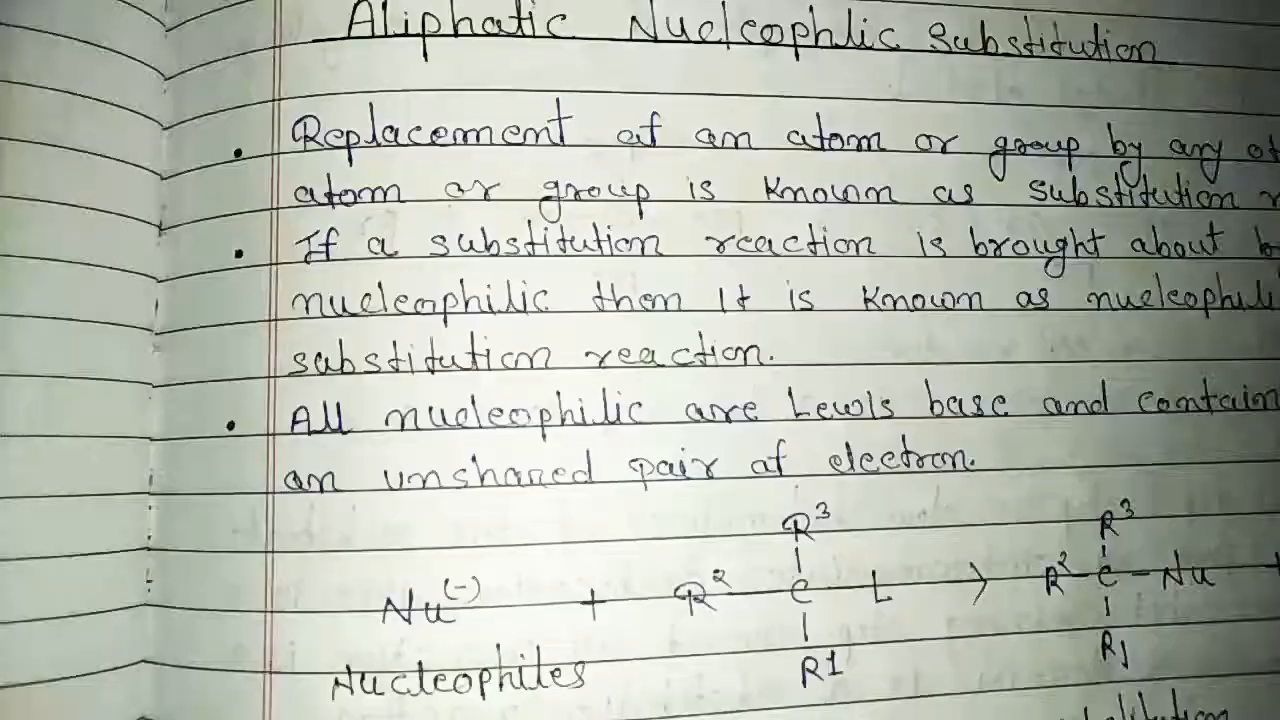 Aliphatic Nucleophlic Substitution
Replacement of an atom or group by any
atom or group is Known as substitution
If a substitution reaction is brought about
nucleophilic then It is Known as nucleophili
substitution reaction.
All nucleophilic are Lewis base and contain
an unshared pair of electron.
R³ R³
Nu(-) + R² C L → R² C - Nu +
R1 R1
Nucleophiles